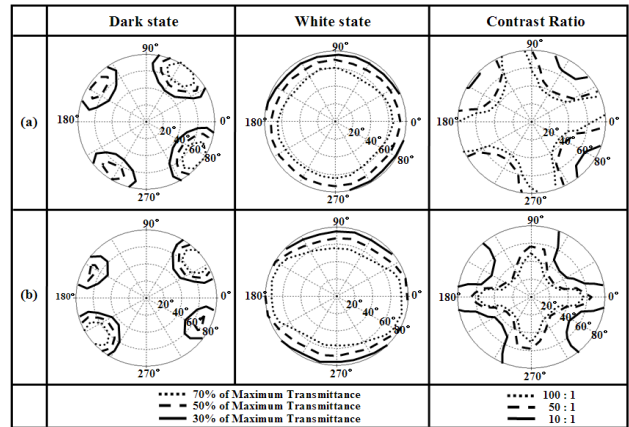 Dark state White state Contrast Ratio
(a)
90° 90° 90°
180° 0° 180° 0° 180° 0°
20° 40° 60° 80° 20° 40° 60° 80° 20° 40° 60° 80°
270° 270° 270°
(b)
90° 90° 90°
180° 0° 180° 0° 180° 0°
20° 40° 60° 80° 20° 40° 60° 80° 20° 40° 60° 80°
270° 270° 270°
70% of Maximum Transmittance 100 : 1
50% of Maximum Transmittance 50 : 1
30% of Maximum Transmittance 10 : 1